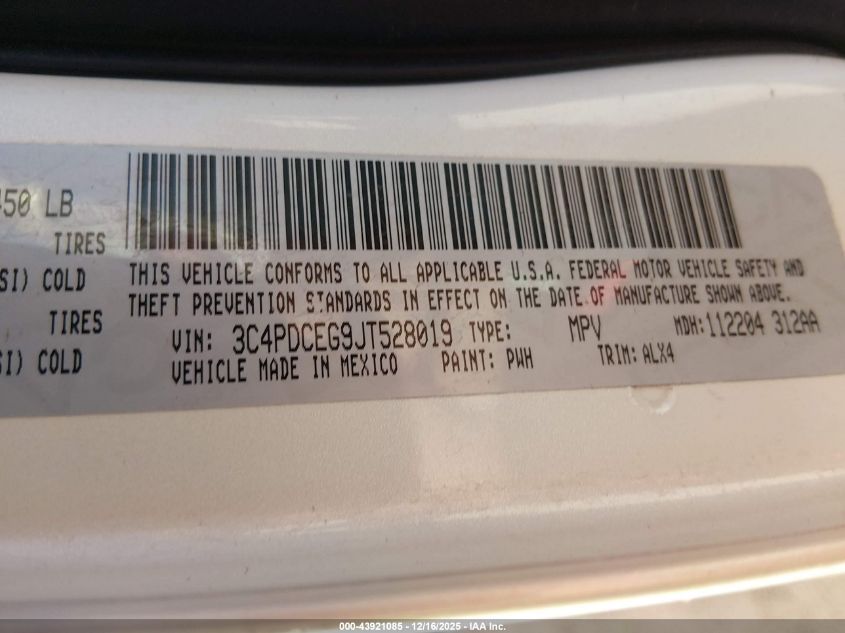 450 LB
TIRES
SI) COLD
TIRES
SI) COLD
THIS VEHICLE CONFORMS TO ALL APPLICABLE U.S.A. FEDERAL MOTOR VEHICLE SAFETY AND
THEFT PREVENTION STANDARDS IN EFFECT ON THE DATE OF MANUFACTURE SHOWN ABOVE.
VIN: 3C4PDCEG9JT528019 TYPE: MPV MDH:112204 312AA
VEHICLE MADE IN MEXICO PAINT: PWH TRIM: ALX4
000-43921085 - 12/16/2025 - IAA Inc.